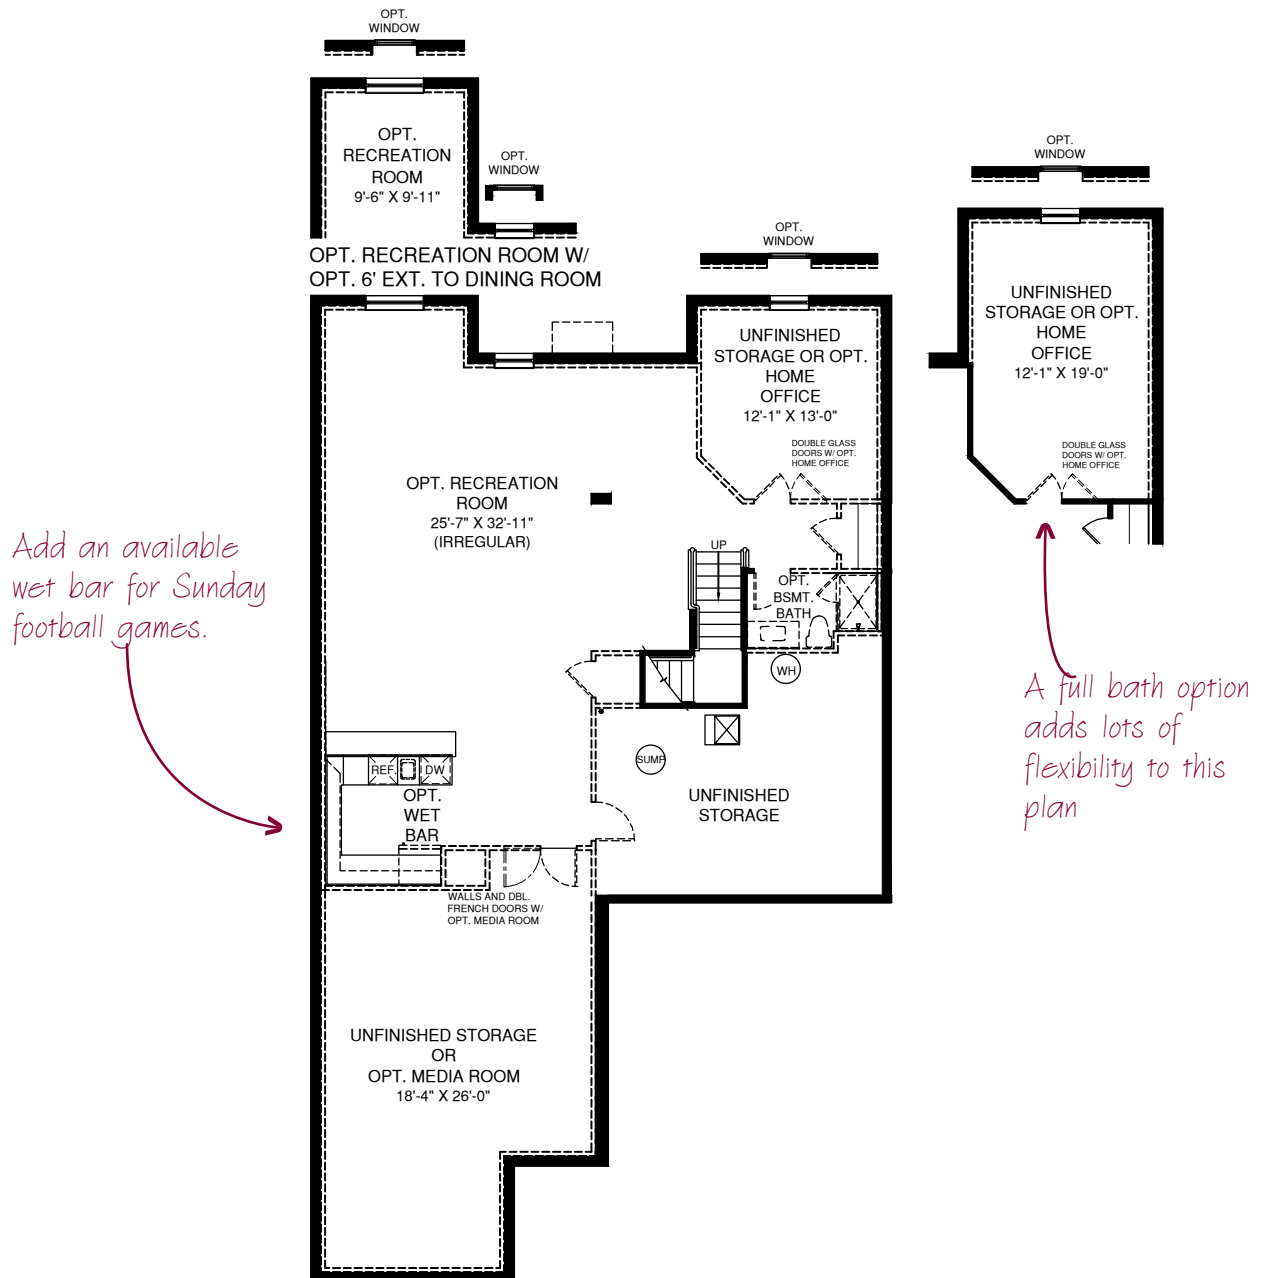 OPT.
WINDOW
OPT.
RECREATION
ROOM
9'-6" X 9'-11"
OPT.
WINDOW
OPT. RECREATION ROOM W/
OPT. 6' EXT. TO DINING ROOM
OPT.
WINDOW
UNFINISHED
STORAGE OR OPT.
HOME
OFFICE
12'-1" X 13'-0"
DOUBLE GLASS
DOORS W/ OPT.
HOME OFFICE
OPT.
WINDOW
UNFINISHED
STORAGE OR OPT.
HOME
OFFICE
12'-1" X 19'-0"
DOUBLE GLASS
DOORS W/ OPT.
HOME OFFICE
OPT. RECREATION
ROOM
25'-7" X 32'-11"
(IRREGULAR)
Add an available
wet bar for Sunday
football games.
UP
OPT.
BSMT.
BATH
WH
A full bath option
adds lots of
flexibility to this
plan
SUMP
REF.
DW
OPT.
WET
BAR
UNFINISHED
STORAGE
WALLS AND DBL.
FRENCH DOORS W/
OPT. MEDIA ROOM
UNFINISHED STORAGE
OR
OPT. MEDIA ROOM
18'-4" X 26'-0"